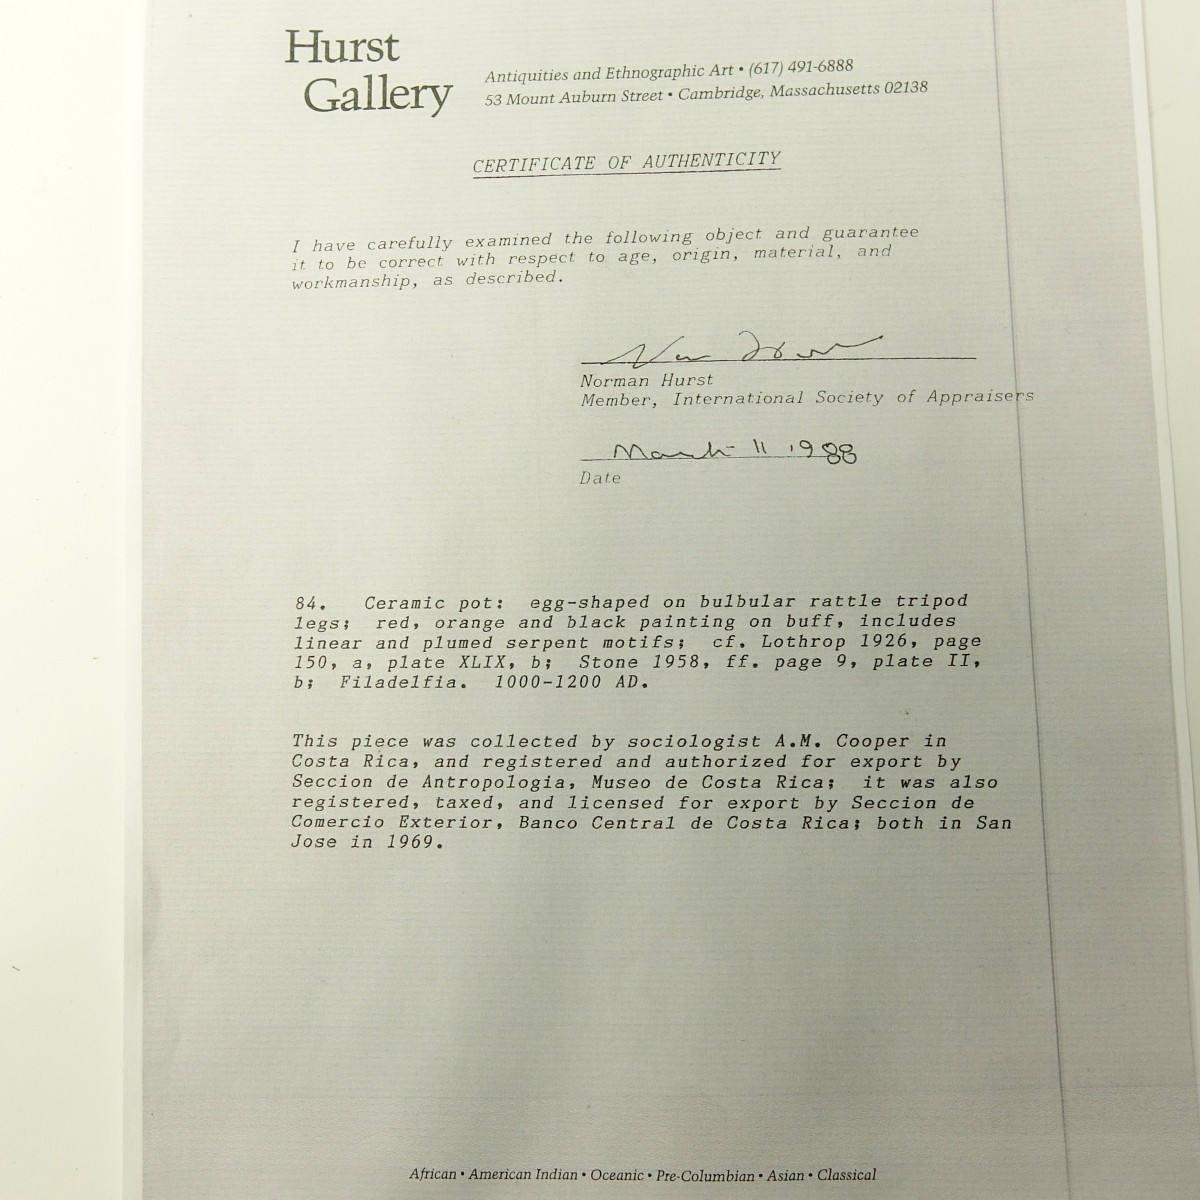 Hurst
Gallery
Antiquities and Ethnographic Art • (617) 491-6888
53 Mount Auburn Street • Cambridge, Massachusetts 02138
CERTIFICATE OF AUTHENTICITY
I have carefully examined the following object and guarantee
it to be correct with respect to age, origin, material, and
workmanship, as described.
Norman Hurst
Member, International Society of Appraisers
March 11 1988
Date
84. Ceramic pot: egg-shaped on bulbular rattle tripod
legs; red, orange and black painting on buff, includes
linear and plumed serpent motifs; cf. Lothrop 1926, page
150, a, plate XLIX, b; Stone 1958, ff. page 9, plate II,
b; Filadelfia. 1000-1200 AD.
This piece was collected by sociologist A.M. Cooper in
Costa Rica, and registered and authorized for export by
Seccion de Antropologia, Museo de Costa Rica; it was also
registered, taxed, and licensed for export by Seccion de
Comercio Exterior, Banco Central de Costa Rica; both in San
Jose in 1969.
African • American Indian • Oceanic • Pre-Columbian • Asian • Classical